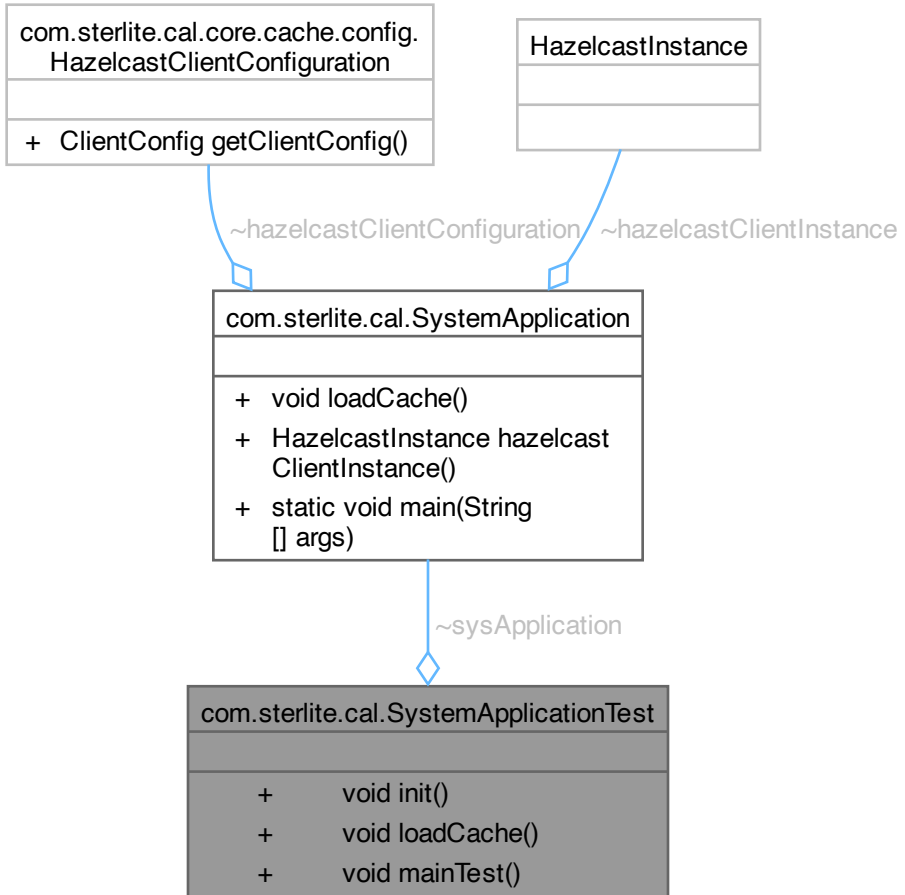 com.sterlite.cal.core.cache.config.
HazelcastClientConfiguration
+ ClientConfig getClientConfig()
HazelcastInstance
~hazelcastClientConfiguration
~hazelcastClientInstance
com.sterlite.cal.SystemApplication
+ void loadCache()
+ HazelcastInstance hazelcast
ClientInstance()
+ static void main(String
[] args)
~sysApplication
com.sterlite.cal.SystemApplicationTest
+ void init()
+ void loadCache()
+ void mainTest()